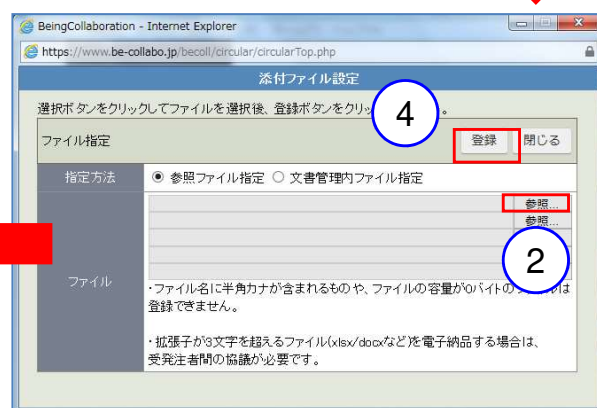 BeingCollaboration - Internet Explorer
https://www.be-collabo.jp/becoll/circular/circularTop.php
添付ファイル設定
選択ボタンをクリックしてファイルを選択後、登録ボタンをクリッ 。
4
ファイル指定
登録 閉じる
指定方法 参照ファイル指定 文書管理内ファイル指定
参照...
参照...
2
ファイル
・ファイル名に半角カナが含まれるものや、ファイルの容量が0バイトの は
登録できません。
・拡張子が3文字を超えるファイル(xlsx/docxなど)を電子納品する場合は、
受発注者間の協議が必要です。